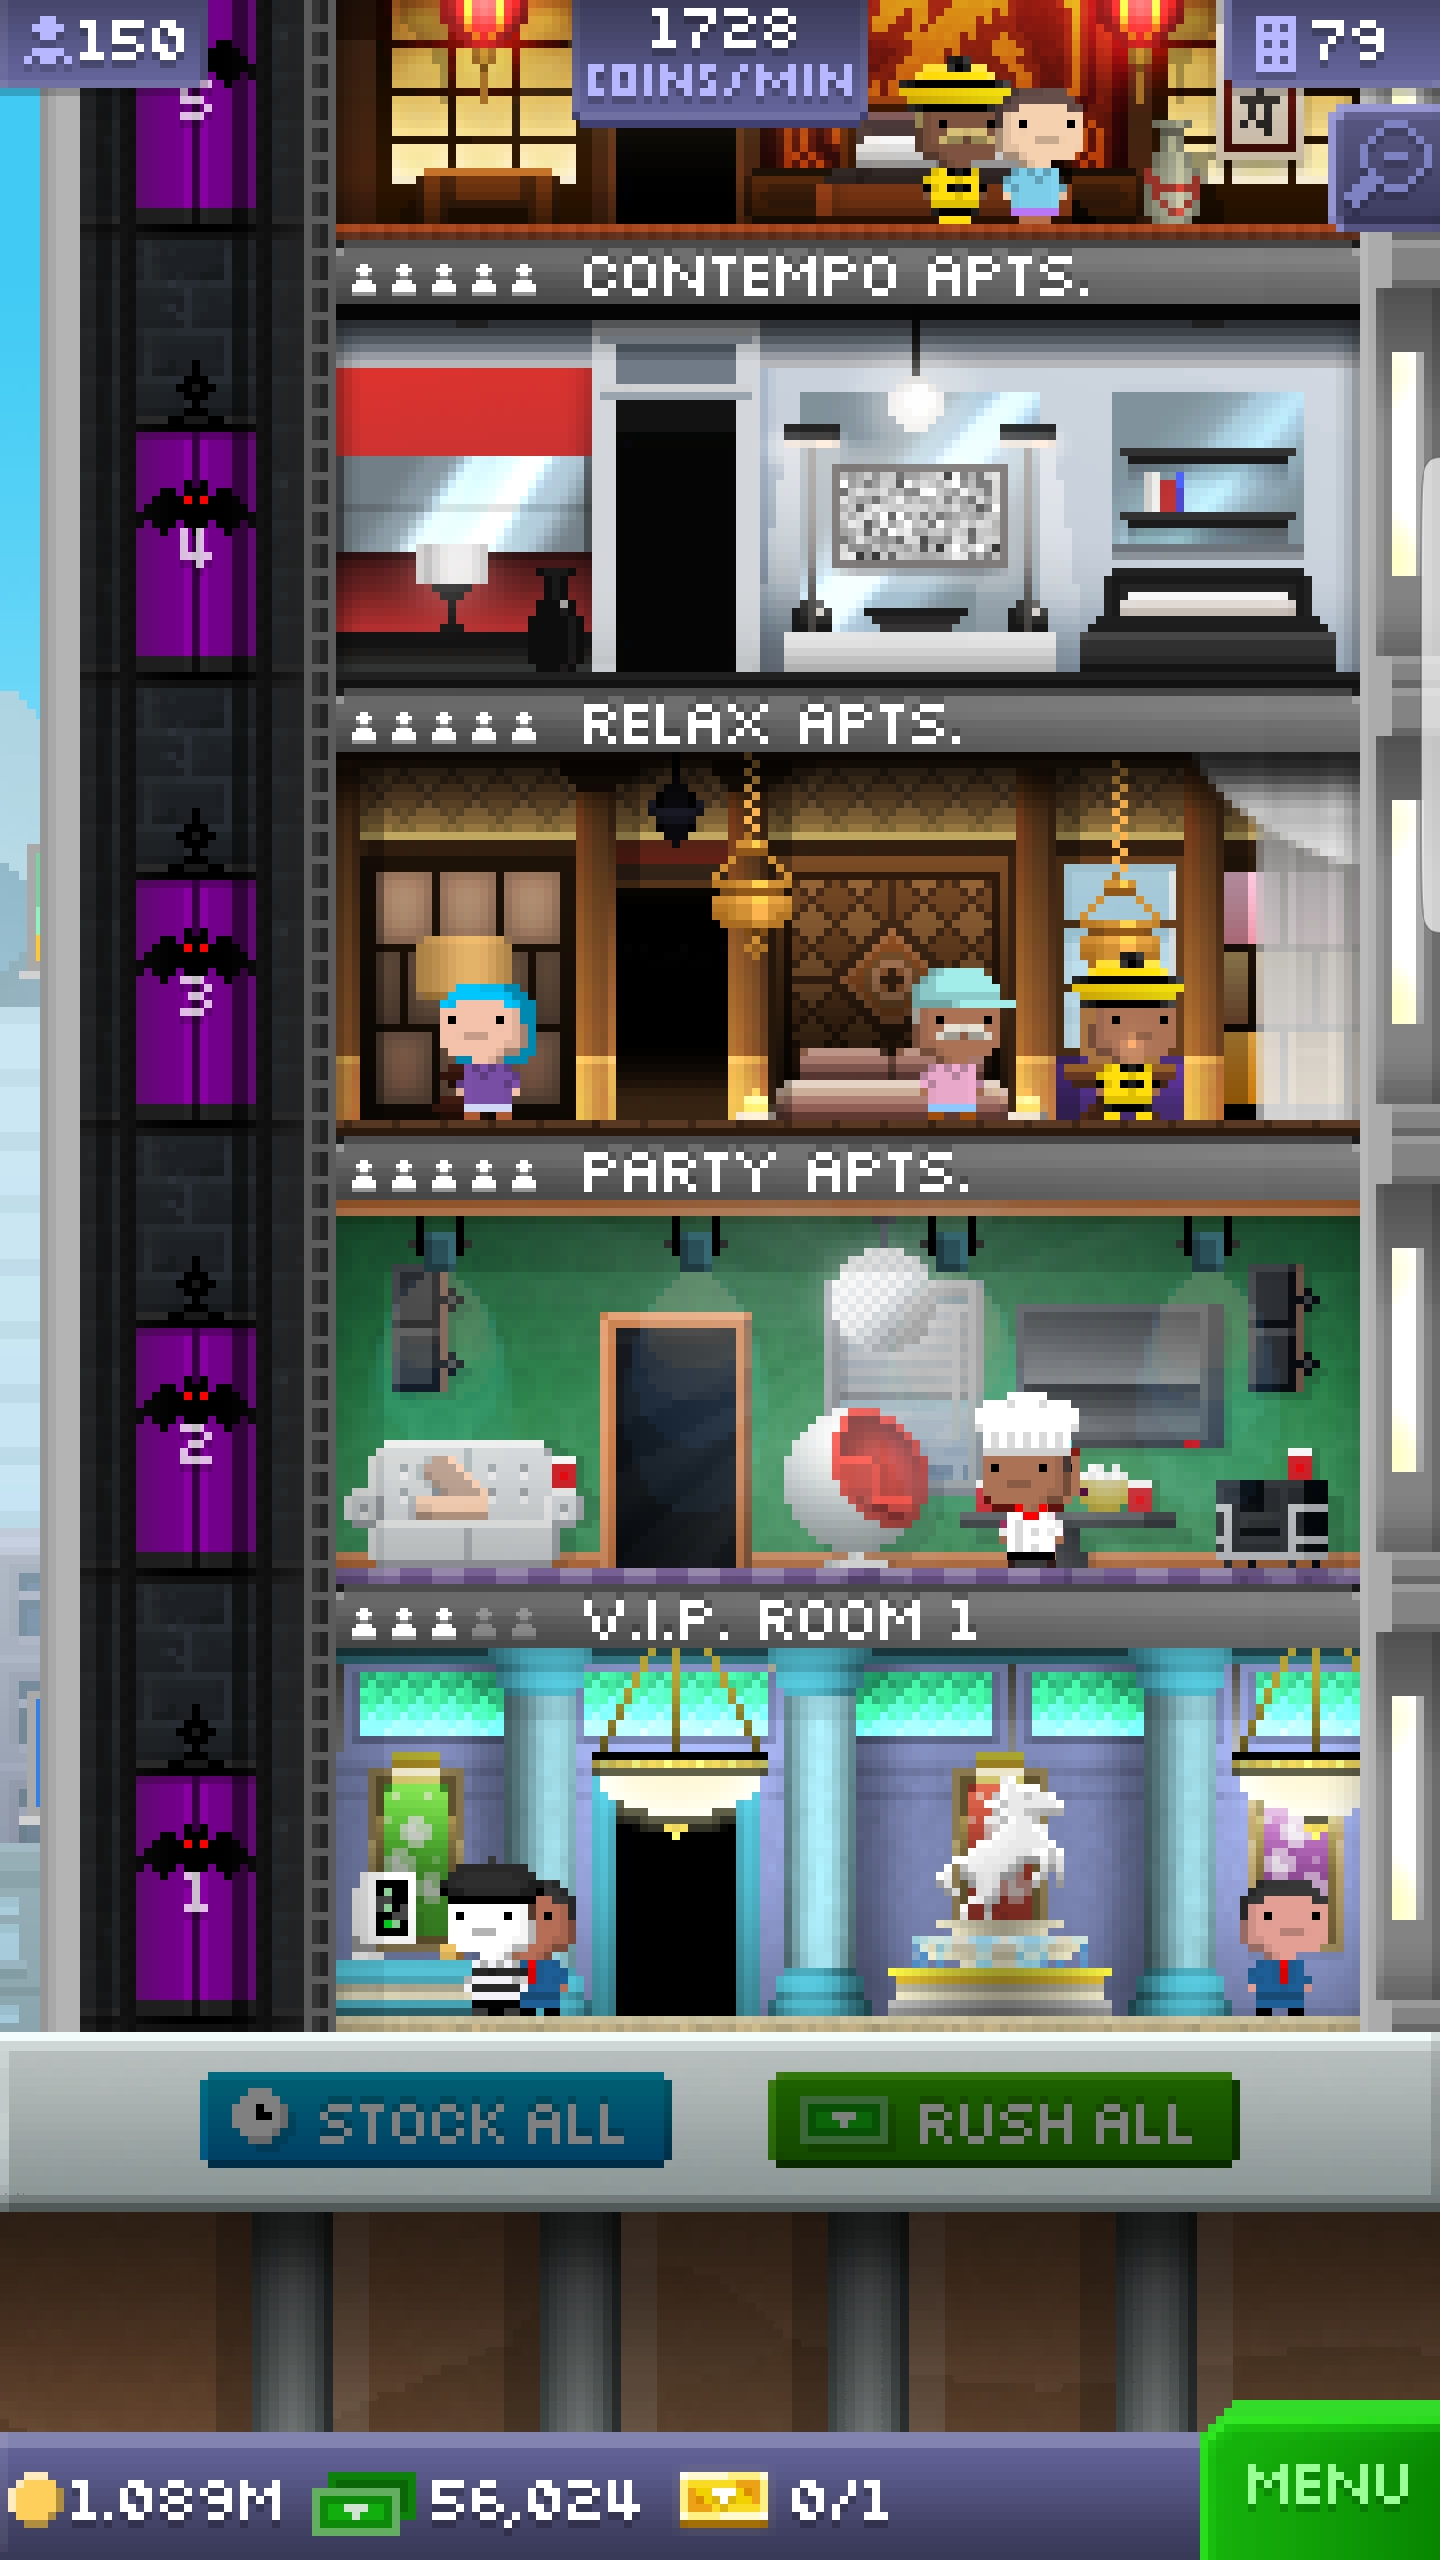 150
1728
COINS/MIN
79
5
CONTEMPO APTS.
4
RELAX APTS.
3
PARTY APTS.
2
V.I.P. ROOM 1
1
STOCK ALL
RUSH ALL
1.089M
56,024
0/1
MENU